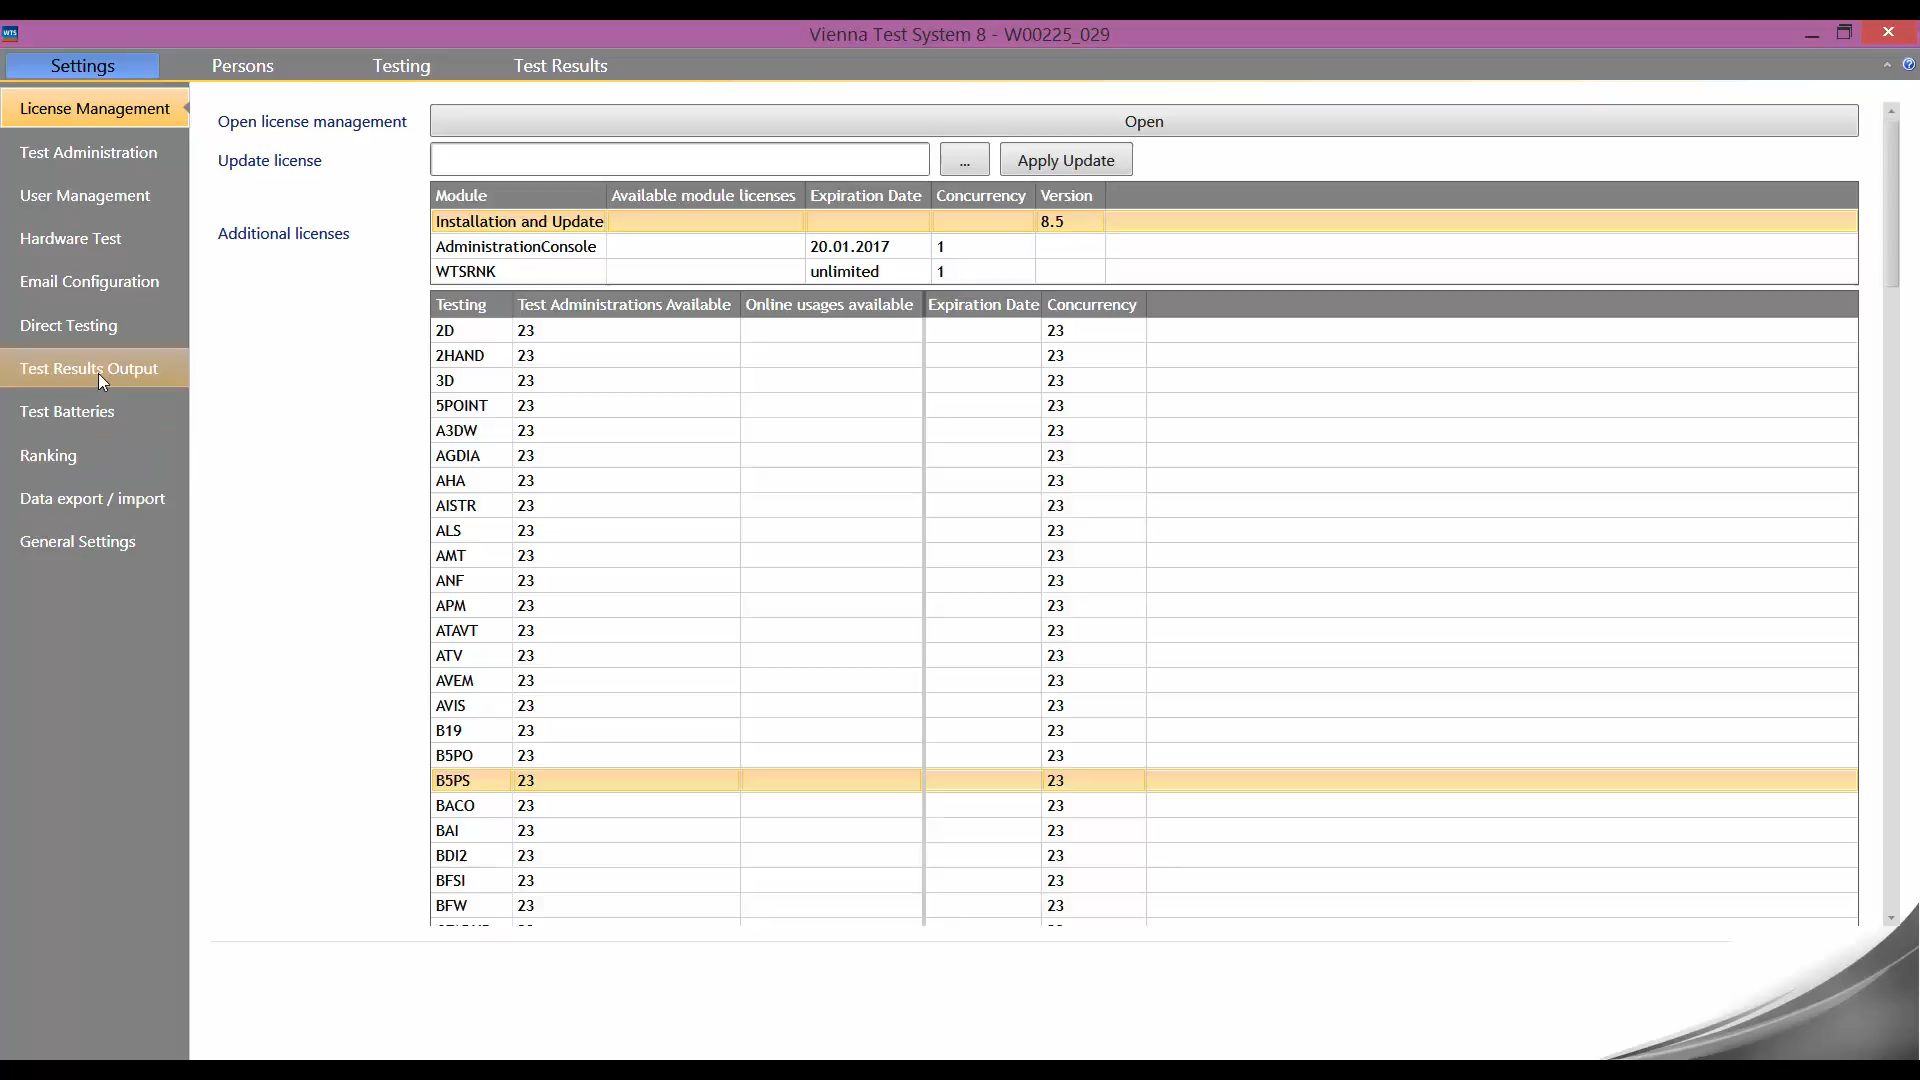 WTS
Vienna Test System 8 - W00225_029
Settings Persons Testing Test Results
License Management
Test Administration
User Management
Hardware Test
Email Configuration
Direct Testing
Test Results Output
Test Batteries
Ranking
Data export / import
General Settings
Open license management Open
Update license ... Apply Update
Additional licenses
Module Available module licenses Expiration Date Concurrency Version
Installation and Update 8.5
AdministrationConsole 20.01.2017 1
WTSRNK unlimited 1
Testing Test Administrations Available Online usages available Expiration Date Concurrency
2D 23 23
2HAND 23 23
3D 23 23
5POINT 23 23
A3DW 23 23
AGDIA 23 23
AHA 23 23
AISTR 23 23
ALS 23 23
AMT 23 23
ANF 23 23
APM 23 23
ATAVT 23 23
ATV 23 23
AVEM 23 23
AVIS 23 23
B19 23 23
B5PO 23 23
B5PS 23 23
BACO 23 23
BAI 23 23
BDI2 23 23
BFSI 23 23
BFW 23 23